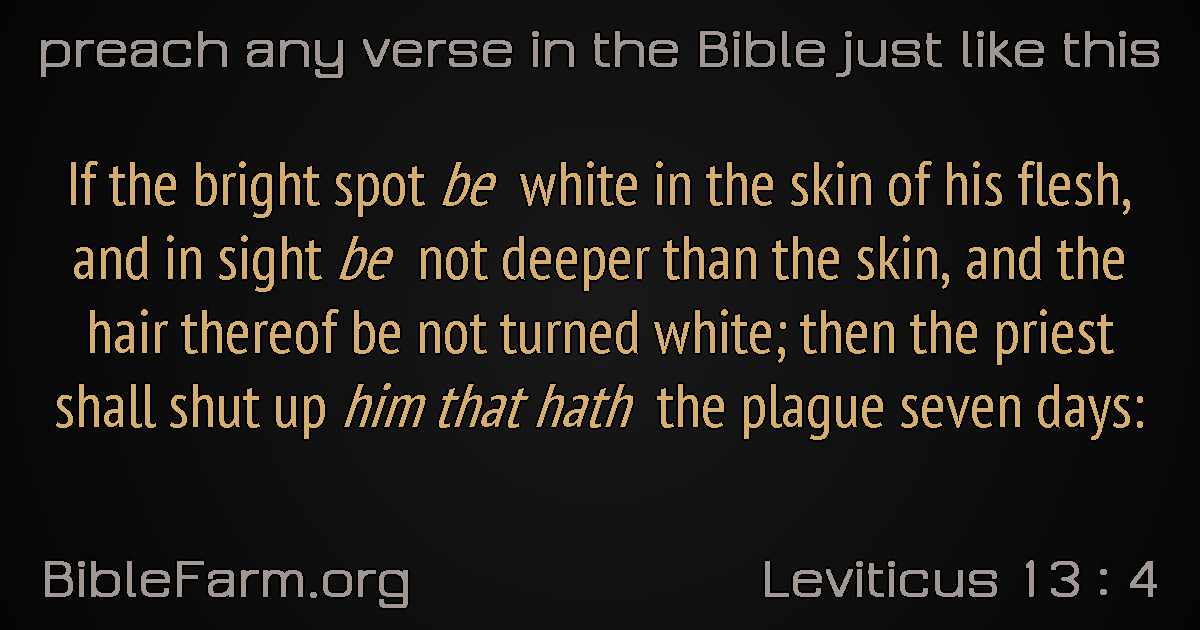 preach any verse in the Bible just like this
If the bright spot be white in the skin of his flesh,
and in sight be not deeper than the skin, and the
hair thereof be not turned white; then the priest
shall shut up him that hath the plague seven days:
BibleFarm.org
Leviticus 13 : 4